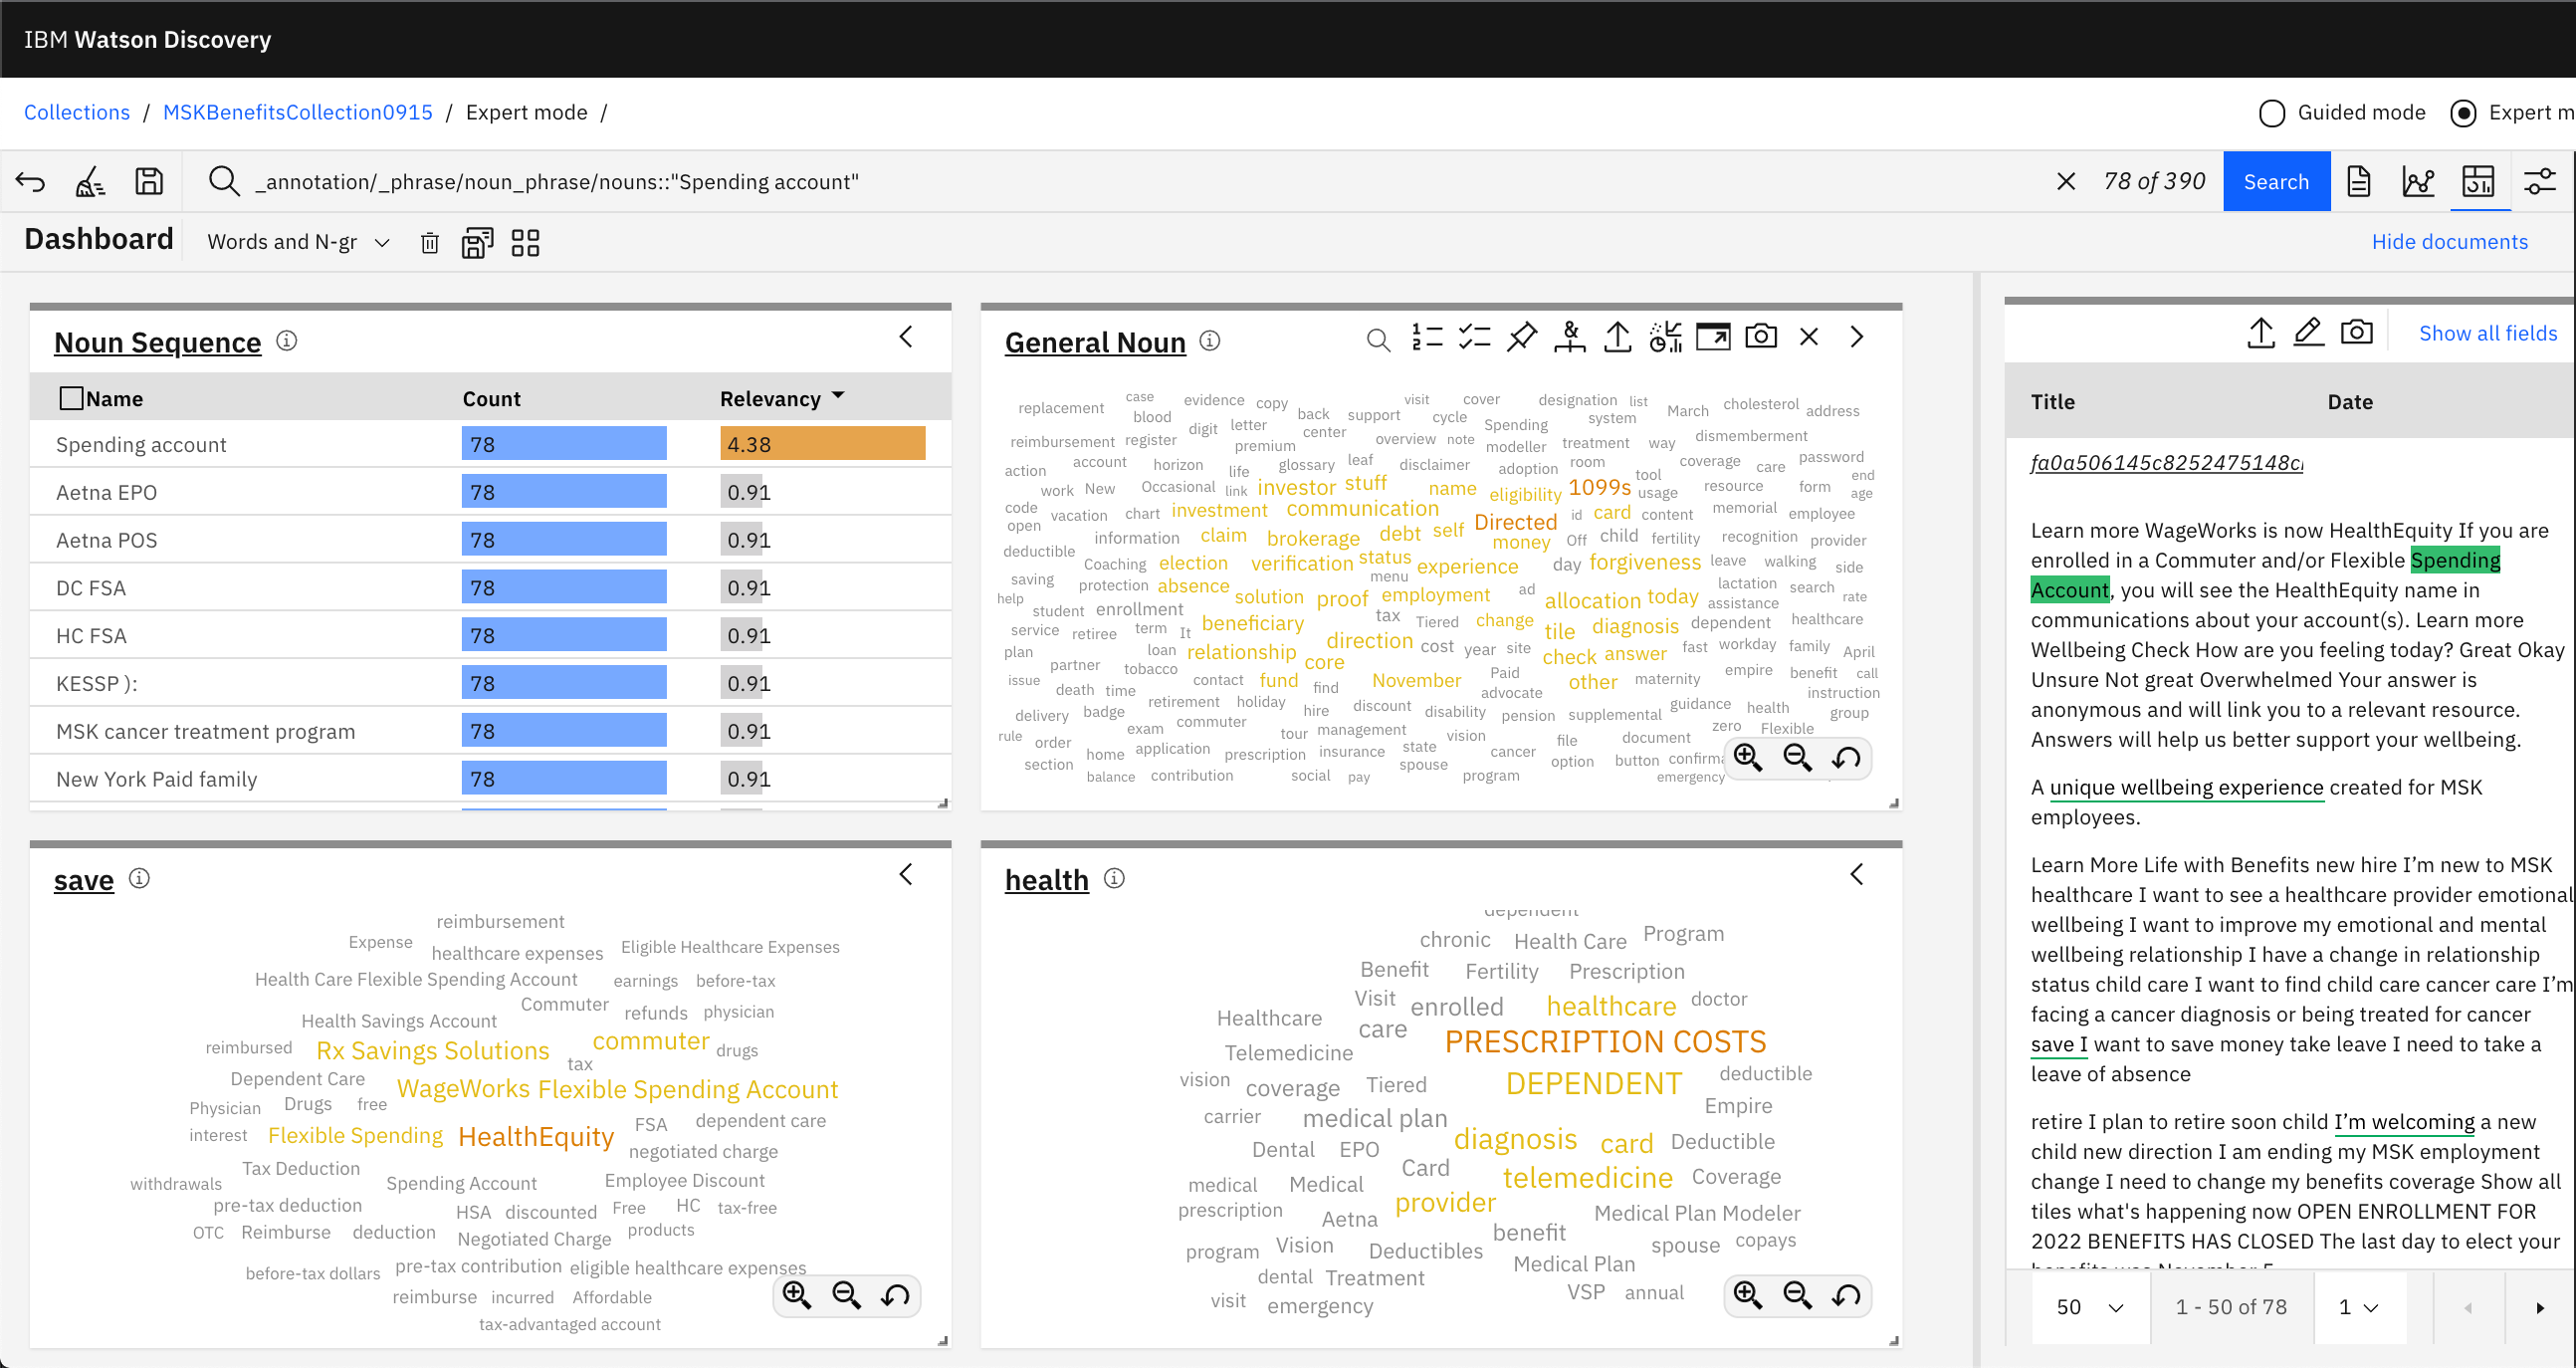 IBM Watson Discovery
Collections / MSKBenefitsCollection0915 / Expert mode /
Guided mode
Expert m
_annotation/_phrase/noun_phrase/nouns::"Spending account"
78 of 390
Search
Dashboard
Words and N-gr
Hide documents
Noun Sequence
Name Count Relevancy
Spending account 78 4.38
Aetna EPO 78 0.91
Aetna POS 78 0.91
DC FSA 78 0.91
HC FSA 78 0.91
KESSP ): 78 0.91
MSK cancer treatment program 78 0.91
New York Paid family 78 0.91
General Noun
replacement case evidence copy visit cover designation list cholesterol
blood back support cycle system March address
digit letter center Spending
reimbursement register premium overview note modeller treatment way dismemberment
action account horizon life glossary leaf disclaimer adoption room coverage care password
work New Occasional link investor stuff name eligibility 1099s tool usage resource form end age
code open vacation chart investment communication Directed id card content memorial employee
information claim brokerage debt self money Off child fertility recognition provider
deductible Coaching election verification status experience day forgiveness leave walking side
saving protection absence menu ad lactation search
help student enrollment solution proof employment allocation today assistance rate
service retiree term It beneficiary tax Tiered change tile diagnosis dependent healthcare
plan loan relationship direction cost year site check answer fast workday family April
partner tobacco core
issue death time contact fund find November Paid advocate other maternity empire benefit call
instruction
delivery badge retirement holiday hire discount disability pension supplemental guidance health group
rule order exam commuter tour management vision zero Flexible
home application prescription insurance state cancer file document
section balance contribution social pay spouse program option button confirma
emergency
save
reimbursement
Expense healthcare expenses Eligible Healthcare Expenses
Health Care Flexible Spending Account earnings before-tax
Commuter refunds physician
Health Savings Account
reimbursed Rx Savings Solutions commuter drugs
tax
Dependent Care WageWorks Flexible Spending Account
Physician Drugs free FSA dependent care
interest Flexible Spending HealthEquity negotiated charge
Tax Deduction Employee Discount
withdrawals Spending Account
pre-tax deduction HSA discounted Free HC tax-free
OTC Reimburse deduction Negotiated Charge products
before-tax dollars pre-tax contribution eligible healthcare expenses
reimburse incurred Affordable
tax-advantaged account
health
dependent
chronic Health Care Program
Benefit Fertility Prescription
Visit enrolled healthcare doctor
Healthcare care PRESCRIPTION COSTS
Telemedicine
vision coverage Tiered DEPENDENT deductible
carrier medical plan Empire
Dental EPO diagnosis card Deductible
Card
medical Medical telemedicine Coverage
prescription Aetna provider Medical Plan Modeler
benefit
program Vision Deductibles spouse copays
dental Treatment Medical Plan
visit emergency VSP annual
Show all fields
Title Date
fa0a506145c8252475148c
Learn more WageWorks is now HealthEquity If you are
enrolled in a Commuter and/or Flexible Spending
Account, you will see the HealthEquity name in
communications about your account(s). Learn more
Wellbeing Check How are you feeling today? Great Okay
Unsure Not great Overwhelmed Your answer is
anonymous and will link you to a relevant resource.
Answers will help us better support your wellbeing.
A unique wellbeing experience created for MSK
employees.
Learn More Life with Benefits new hire I’m new to MSK
healthcare I want to see a healthcare provider emotional
wellbeing I want to improve my emotional and mental
wellbeing relationship I have a change in relationship
status child care I want to find child care cancer care I’m
facing a cancer diagnosis or being treated for cancer
save I want to save money take leave I need to take a
leave of absence
retire I plan to retire soon child I’m welcoming a new
child new direction I am ending my MSK employment
change I need to change my benefits coverage Show all
tiles what's happening now OPEN ENROLLMENT FOR
2022 BENEFITS HAS CLOSED The last day to elect your
benefits was November 5
50
1 - 50 of 78
1